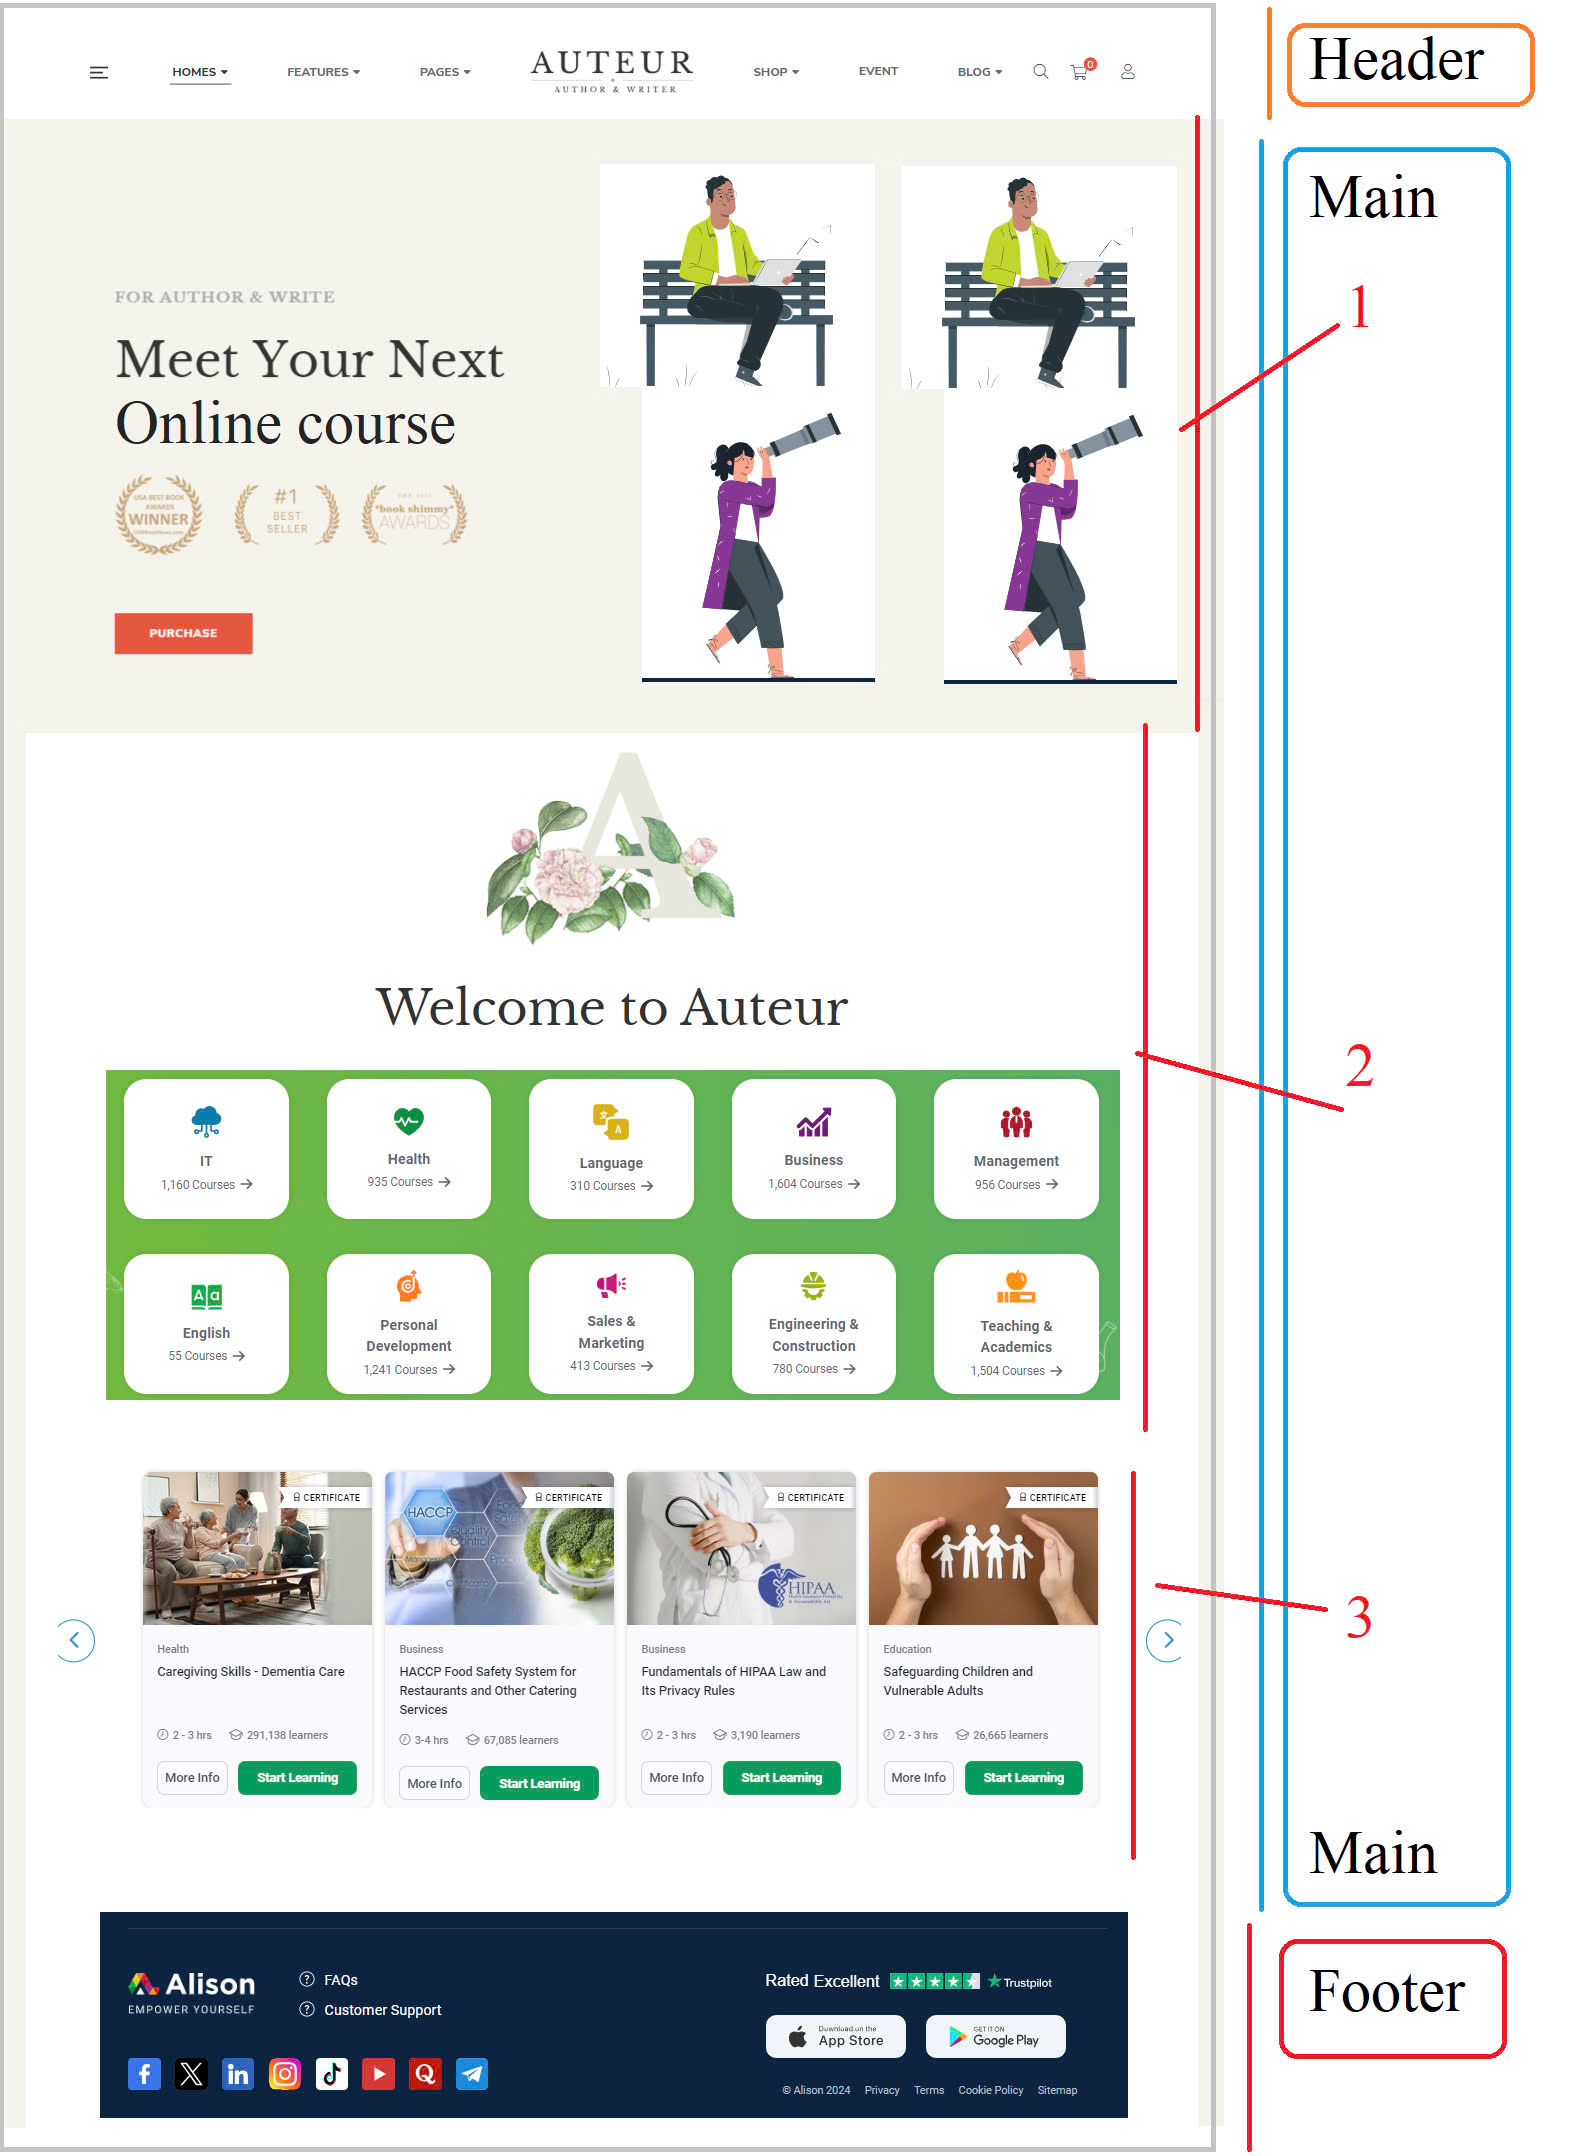 HOMES
FEATURES
PAGES
AUTEUR
AUTHOR & WRITER
SHOP
EVENT
BLOG
0
Header
Main
FOR AUTHOR & WRITE
1
Meet Your Next
Online course
USA BEST BOOK
AWARDS
WINNER
#1
BEST
SELLER
"book shimmy"
AWARDS
PURCHASE
A
Welcome to Auteur
2
IT
1,160 Courses
Health
935 Courses
A
Language
310 Courses
Business
1,604 Courses
Management
956 Courses
Aa
English
55 Courses
Personal
Development
1,241 Courses
Sales &
Marketing
413 Courses
Engineering &
Construction
780 Courses
Teaching &
Academics
1,504 Courses
CERTIFICATE
Health
Caregiving Skills - Dementia Care
2 - 3 hrs
291,138 learners
More Info
Start Learning
CERTIFICATE
HACCP
Food
Safety
Quality
Control
Certification
Business
HACCP Food Safety System for
Restaurants and Other Catering
Services
3-4 hrs
67,085 learners
More Info
Start Learning
CERTIFICATE
HIPAA
Business
Fundamentals of HIPAA Law and
Its Privacy Rules
2 - 3 hrs
3,190 learners
More Info
Start Learning
CERTIFICATE
Education
Safeguarding Children and
Vulnerable Adults
2 - 3 hrs
26,665 learners
More Info
Start Learning
3
Main
Alison
EMPOWER YOURSELF
FAQs
Customer Support
Rated Excellent
Trustpilot
Download on the
App Store
GET IT ON
Google Play
© Alison 2024 Privacy Terms Cookie Policy Sitemap
Footer